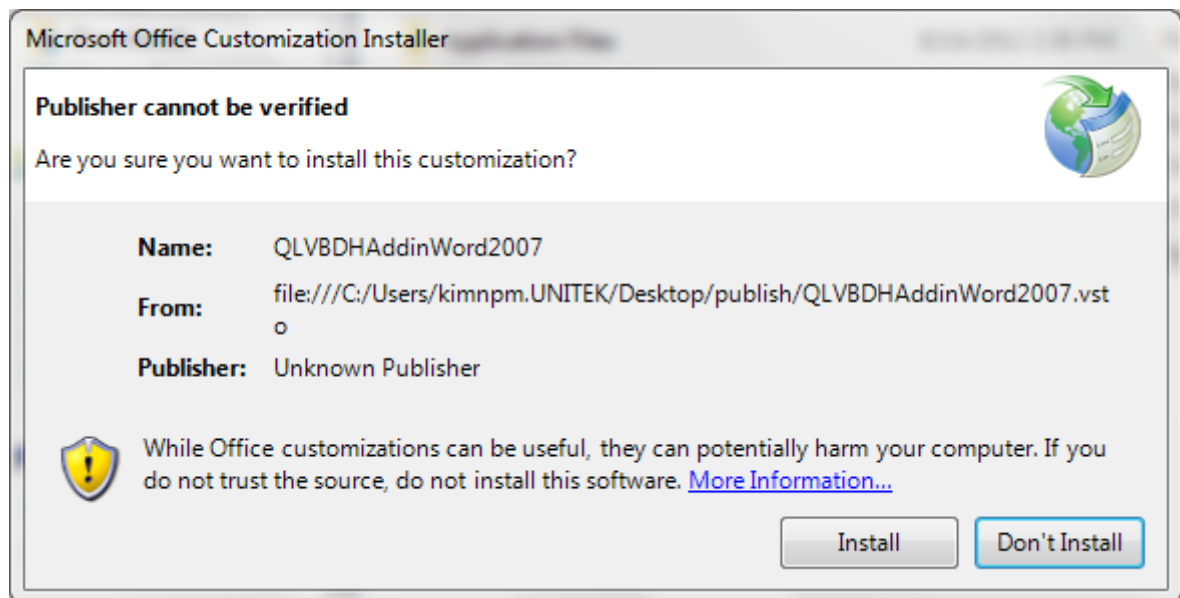 Microsoft Office Customization Installer
Publisher cannot be verified
Are you sure you want to install this customization?
Name: QLVBDHAddinWord2007
From: file:///C:/Users/kimnpm.UNITEK/Desktop/publish/QLVBDHAddinWord2007.vst
o
Publisher: Unknown Publisher
While Office customizations can be useful, they can potentially harm your computer. If you
do not trust the source, do not install this software. More Information...
Install Don't Install